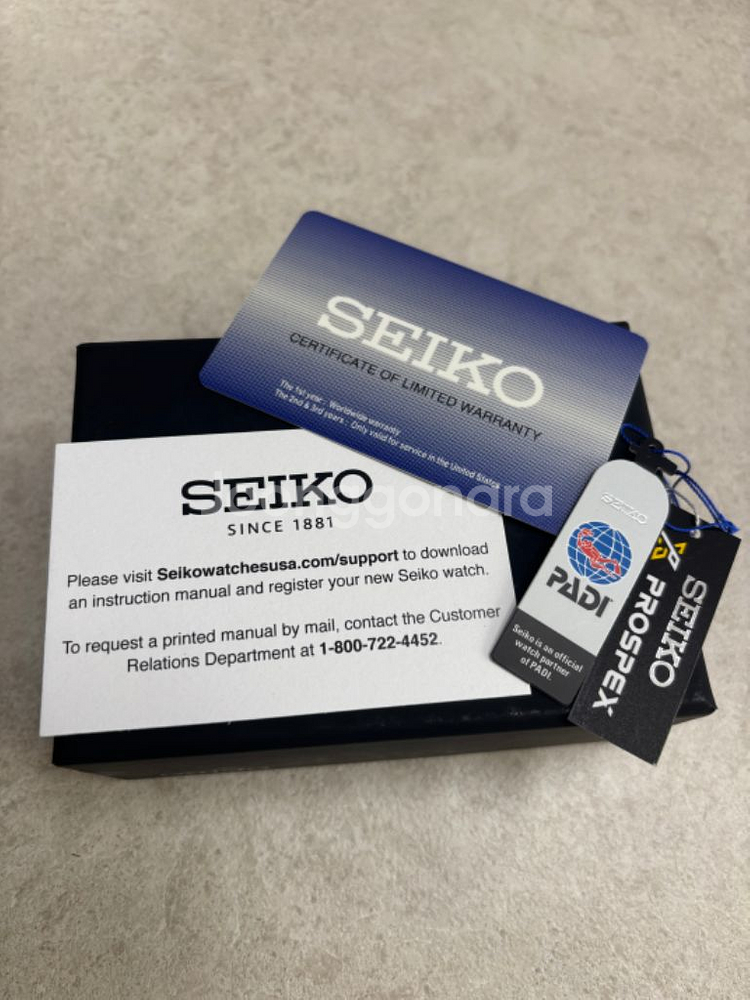 SEIKO
CERTIFICATE OF LIMITED WARRANTY
The 1st year : Worldwide warranty
The 2nd & 3rd years : Only valid for service in the United States
SEIKO
SINCE 1881
Please visit Seikowatchesusa.com/support to download
an instruction manual and register your new Seiko watch.
To request a printed manual by mail, contact the Customer
Relations Department at 1-800-722-4452.
SEIKO
PADI
Seiko is an official
watch partner
of PADI.
SEIKO
PROSPEX
joonggonara